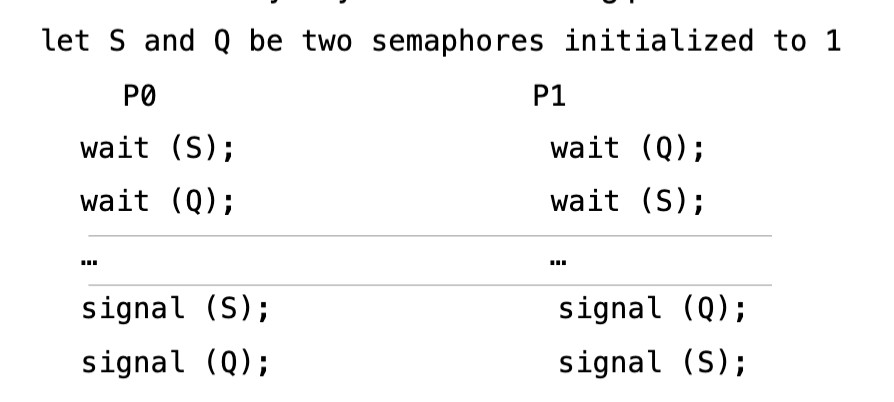 let S and Q be two semaphores initialized to 1
P0 P1
wait (S); wait (Q);
wait (Q); wait (S);
… …
signal (S); signal (Q);
signal (Q); signal (S);